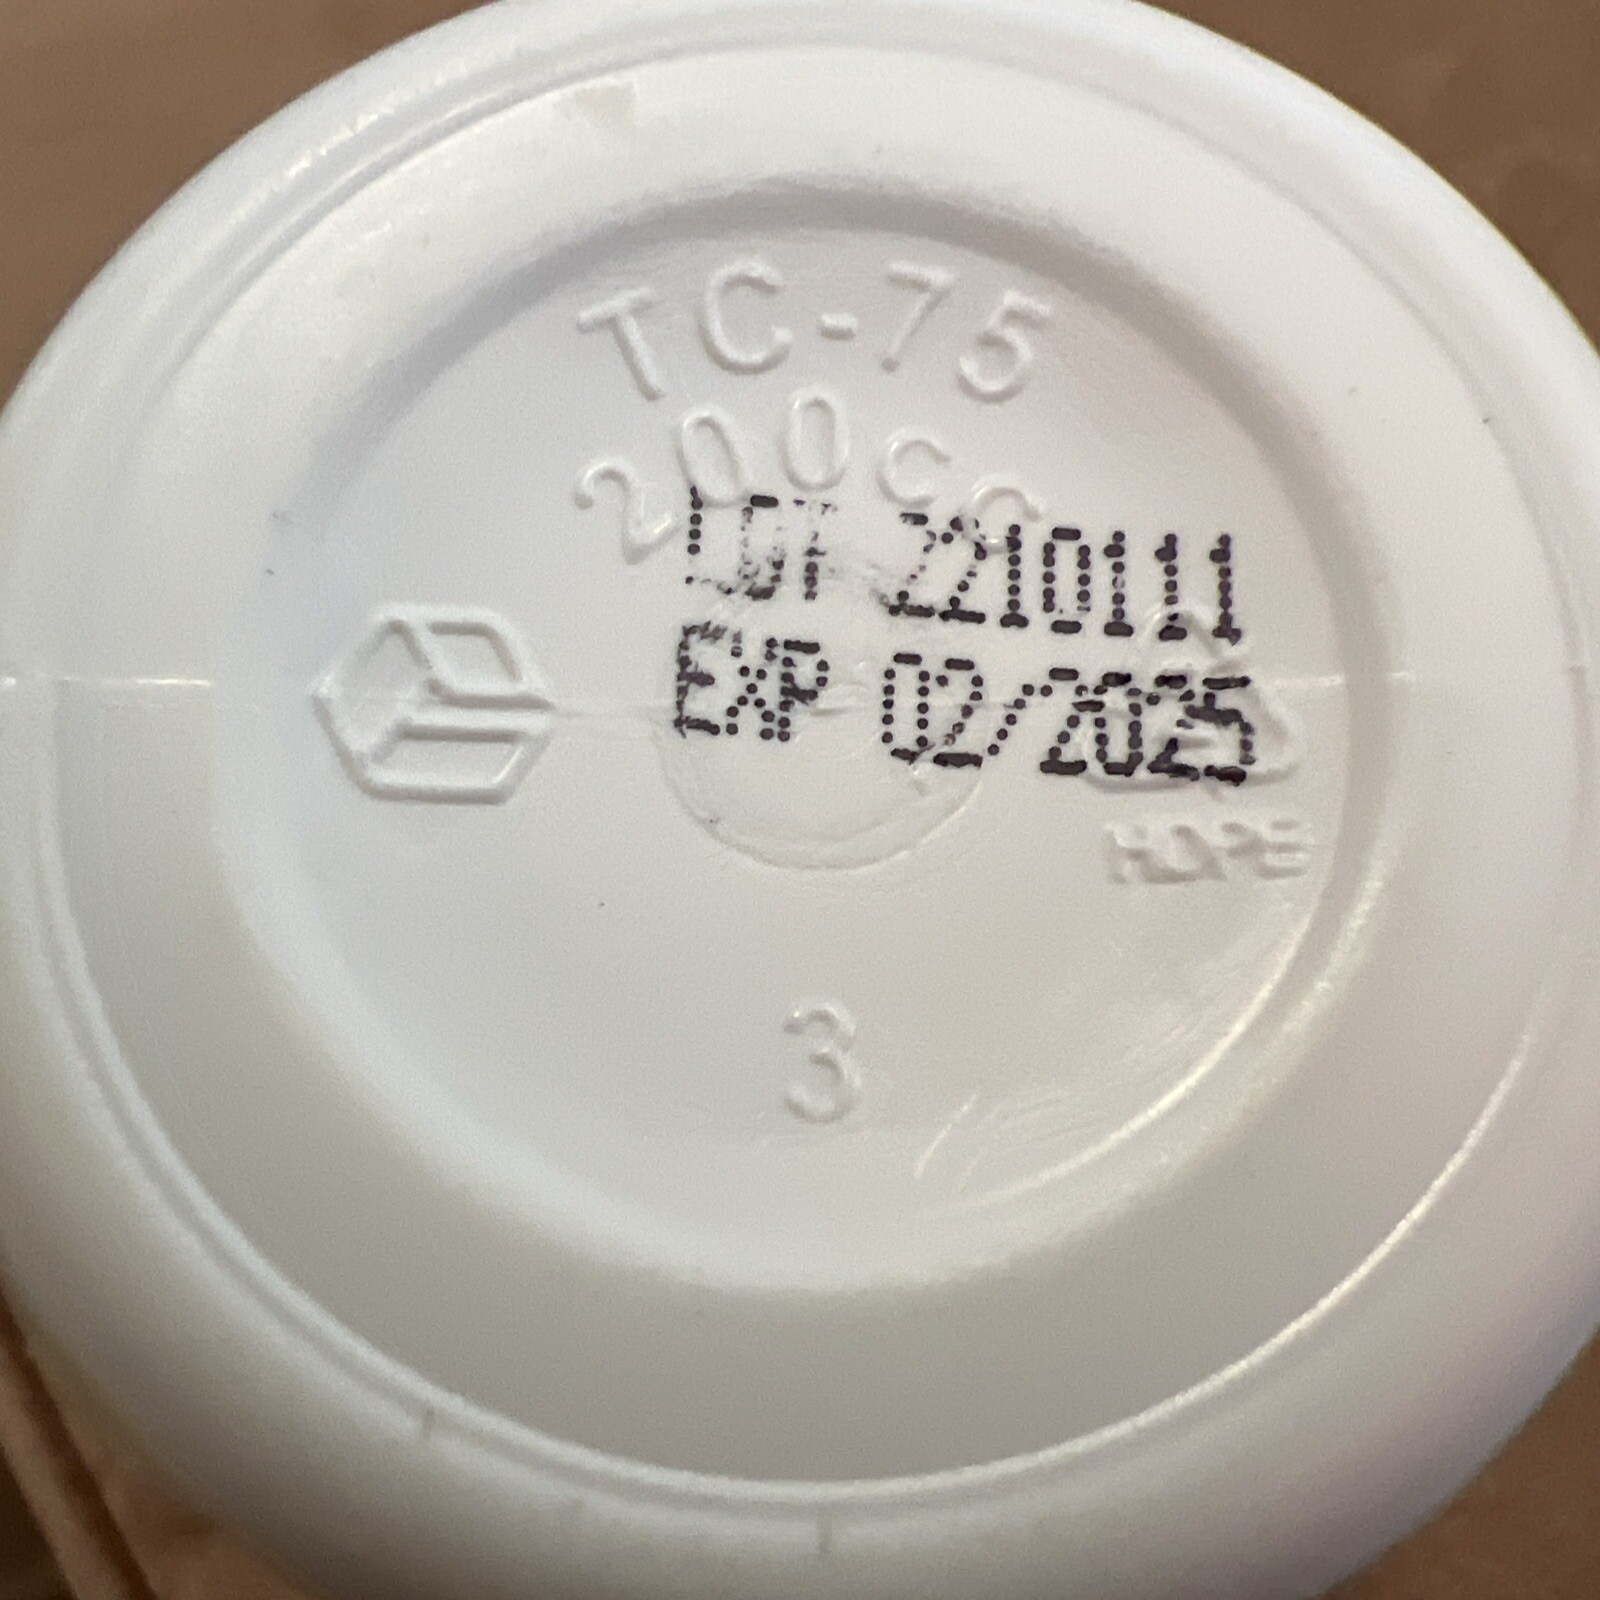 TC-75
200cc
LOT 2210111
EXP 02/2025
HDPE
3